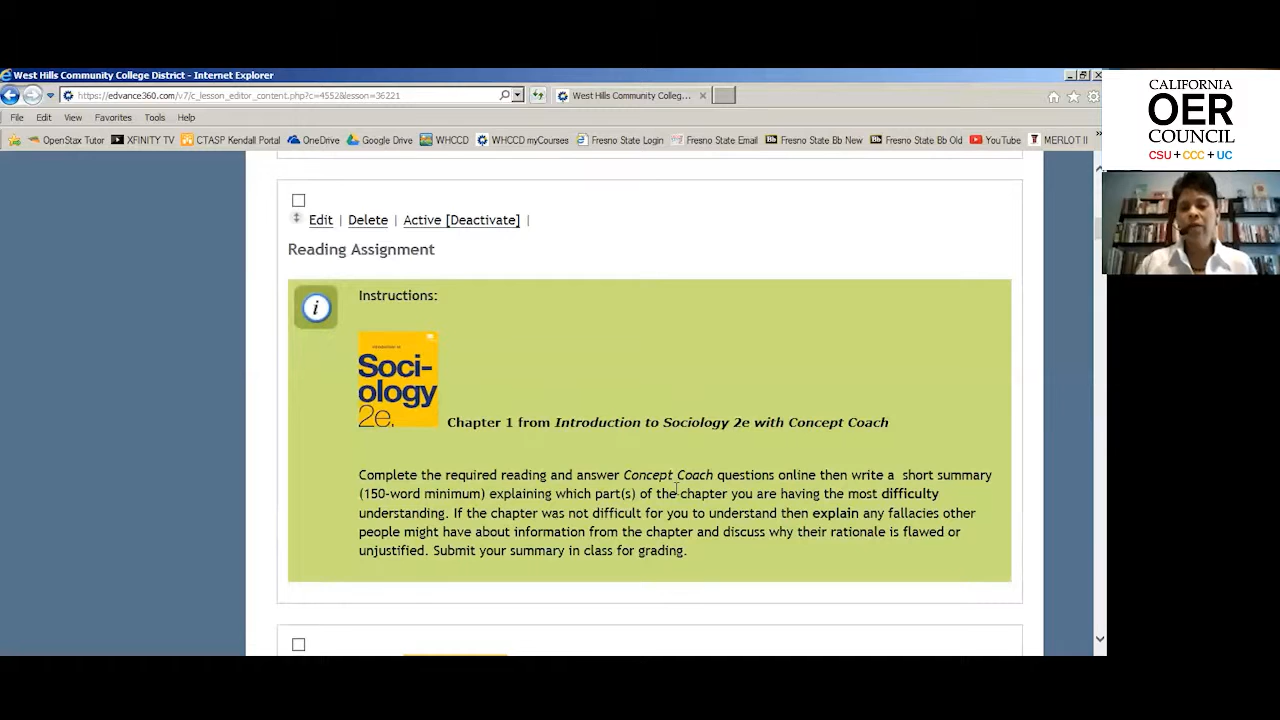 West Hills Community College District - Internet Explorer
https://edvance360.com/v7/c_lesson_editor_content.php?c=4552&lesson=36221
West Hills Community Colleg...
File Edit View Favorites Tools Help
OpenStax Tutor XFINITY TV CTASP Kendall Portal OneDrive Google Drive WHCCD WHCCD myCourses Fresno State Login Fresno State Email Fresno State BB New Fresno State BB Old YouTube MERLOT II
CALIFORNIA
OER
COUNCIL
CSU+CCC+UC
Edit | Delete | Active [Deactivate] |
Reading Assignment
i
Instructions:
Soci-
ology
2e.
Chapter 1 from Introduction to Sociology 2e with Concept Coach
Complete the required reading and answer Concept Coach questions online then write a short summary
(150-word minimum) explaining which part(s) of the chapter you are having the most difficulty
understanding. If the chapter was not difficult for you to understand then explain any fallacies other
people might have about information from the chapter and discuss why their rationale is flawed or
unjustified. Submit your summary in class for grading.